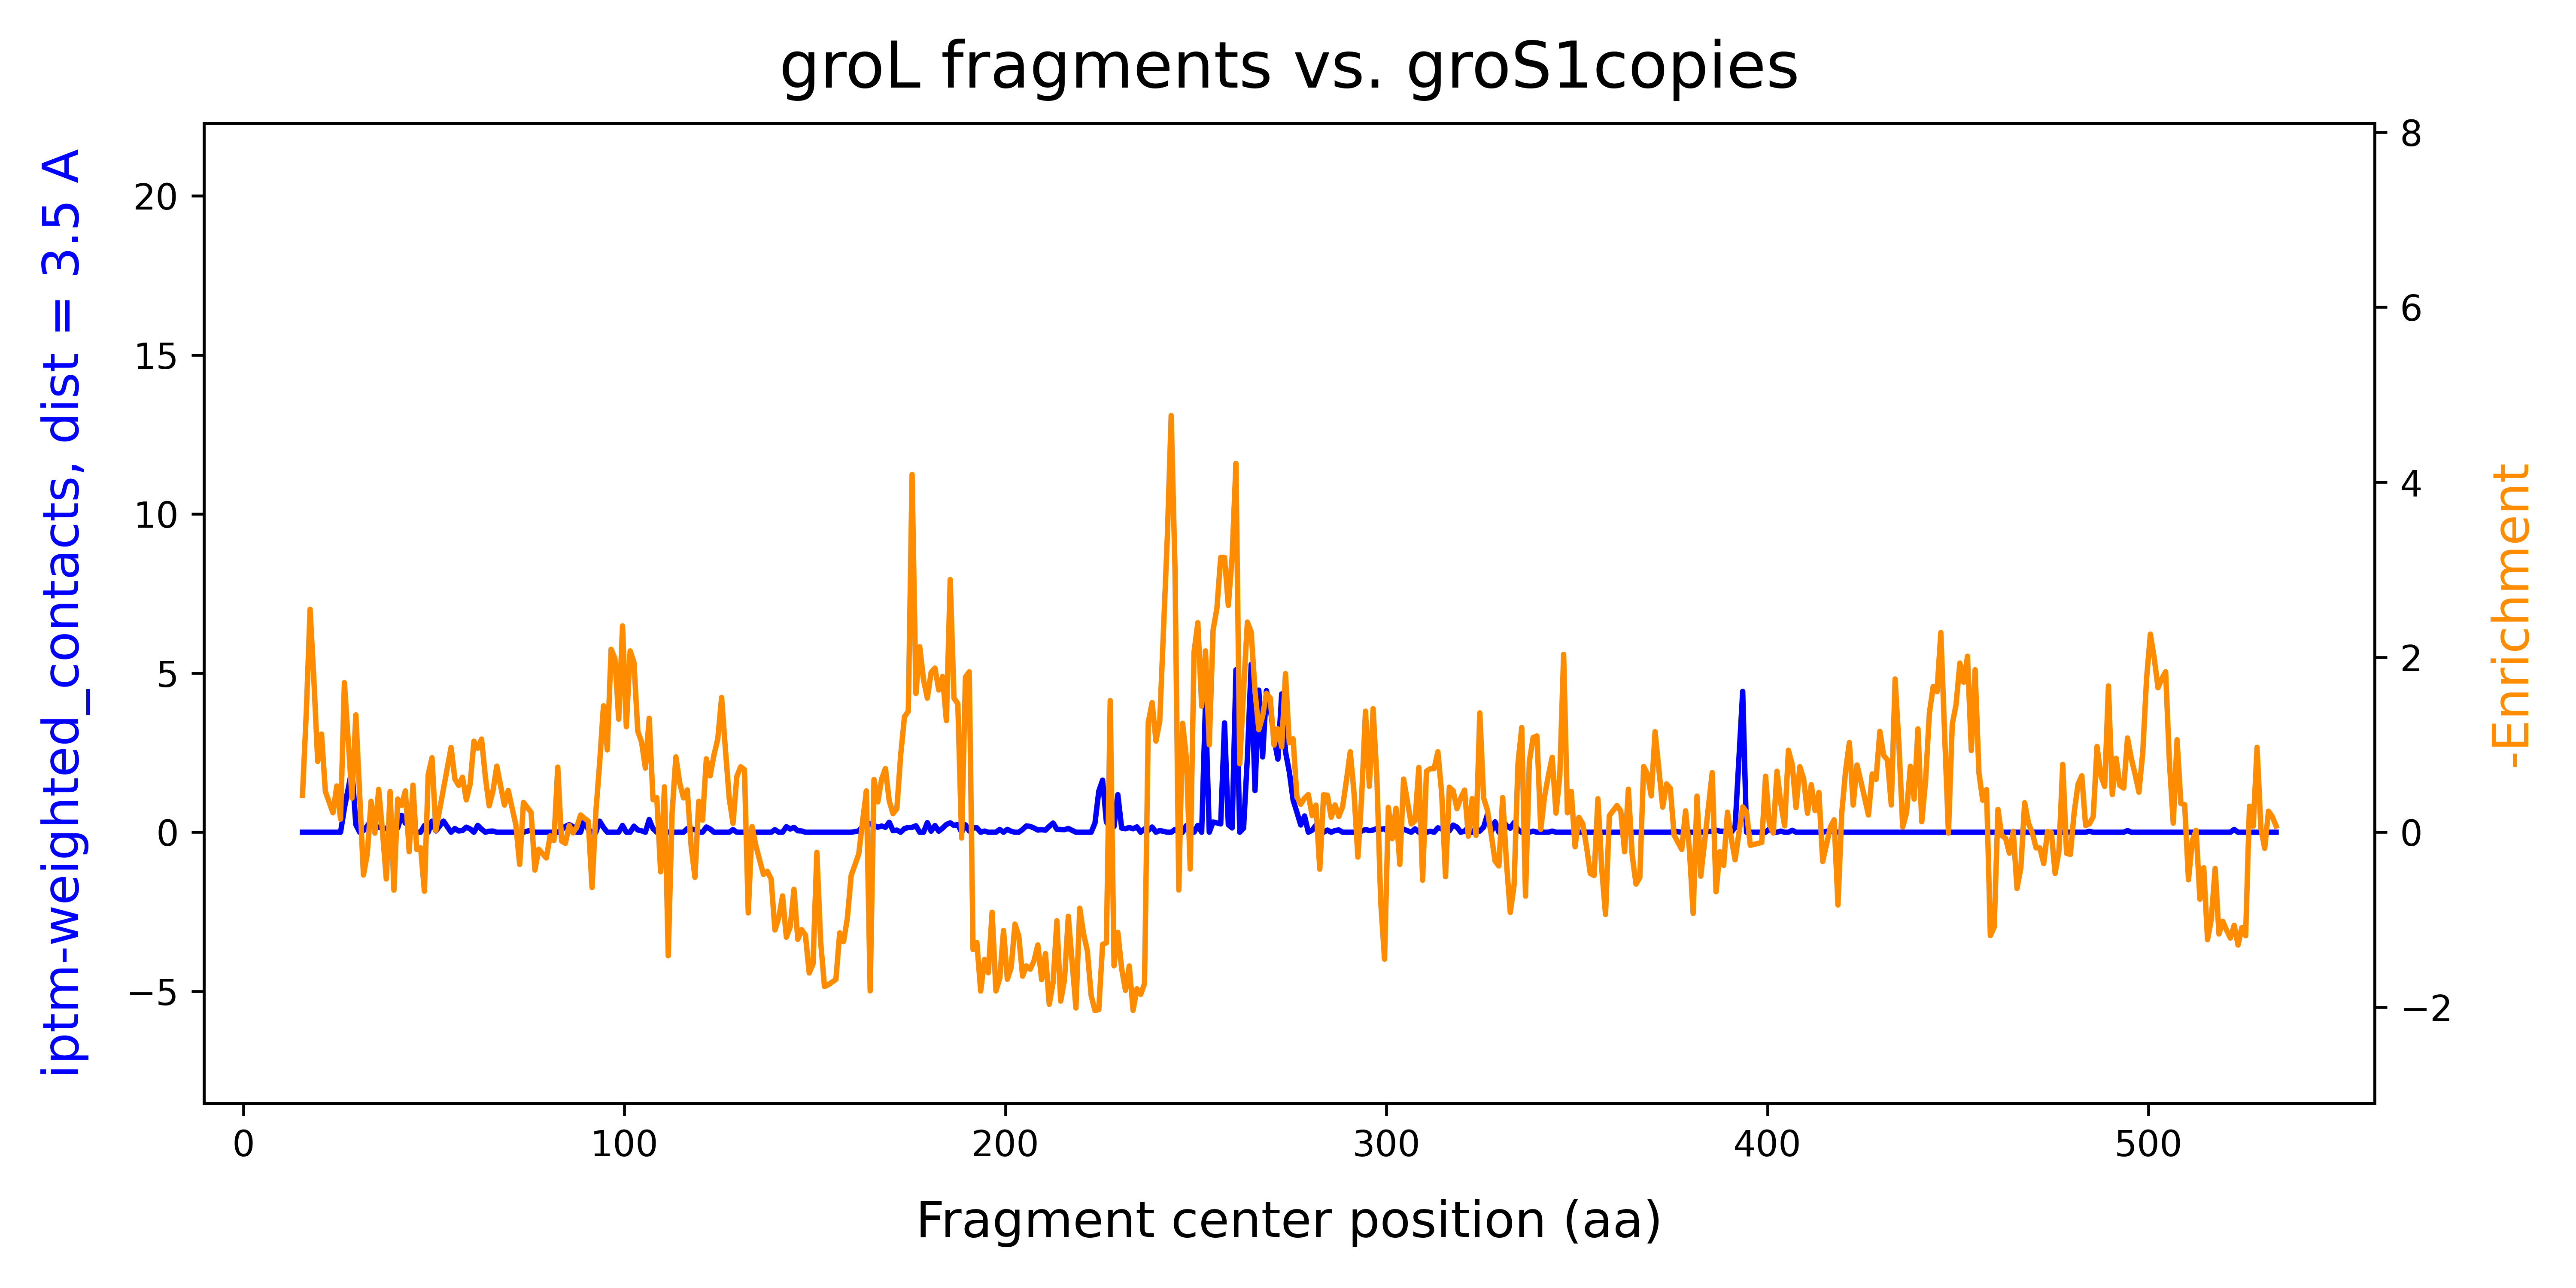 groL fragments vs. groS1copies
iptm-weighted_contacts, dist = 3.5 A
20
15
10
5
0
−5
8
6
4
2
0
−2
-Enrichment
0 100 200 300 400 500
Fragment center position (aa)